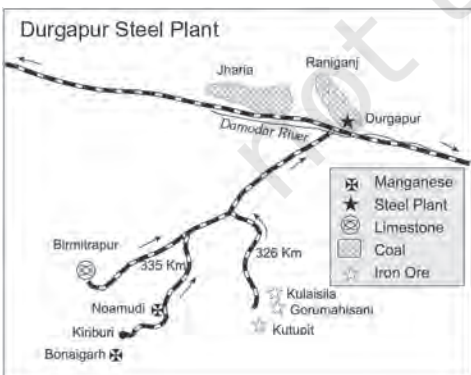 Durgapur Steel Plant
Raniganj
Jharia
Durgapur
Damodar River
Manganese
Steel Plant
Limestone
Coal
Iron Ore
Birmitrapur
335 Km
326 Km
Noamudi
Kiriburi
Bonaigarh
Kulaisila
Gorumahisani
Kutupit